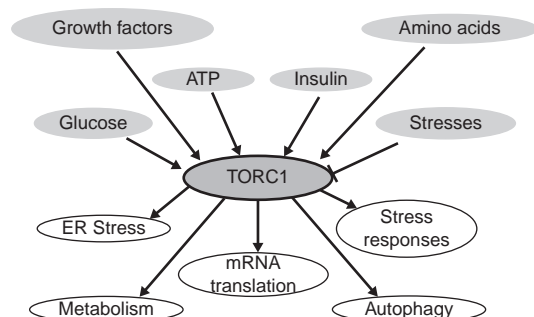 Growth factors
Amino acids
ATP
Insulin
Glucose
Stresses
TORC1
ER Stress
Stress
responses
mRNA
translation
Metabolism
Autophagy